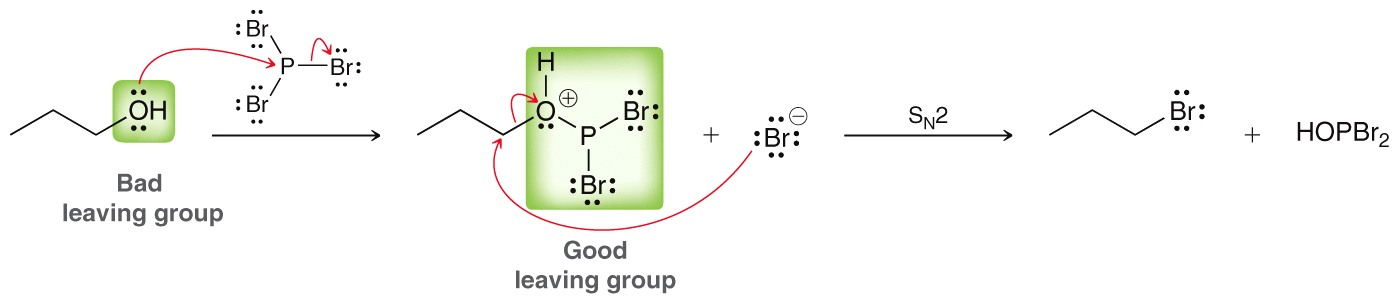 Br
P
Br
Br
OH
Bad
leaving group
H
O ⊕
P
Br
Br
Good
leaving group
+
Br ⊖
SN2
Br
+
HOPBr2